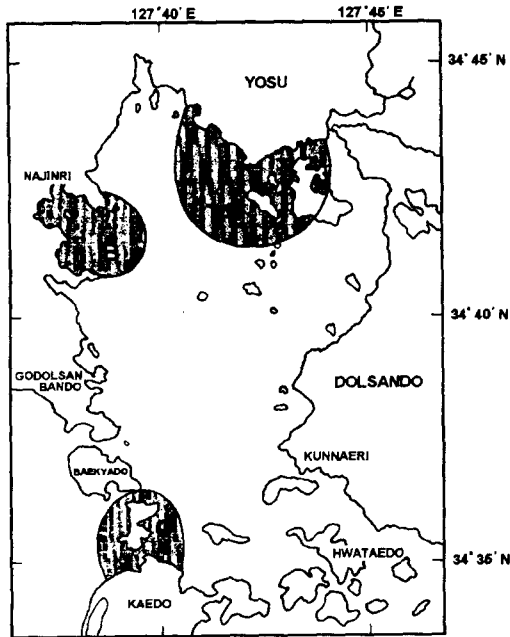 127°40' E
127°45' E
34°45' N
YOSU
NAJINRI
34°40' N
GODOLSAN
BANDO
DOLSANDO
KUNNAERI
BAEKYADO
34°35' N
HWATAEDO
KAEDO